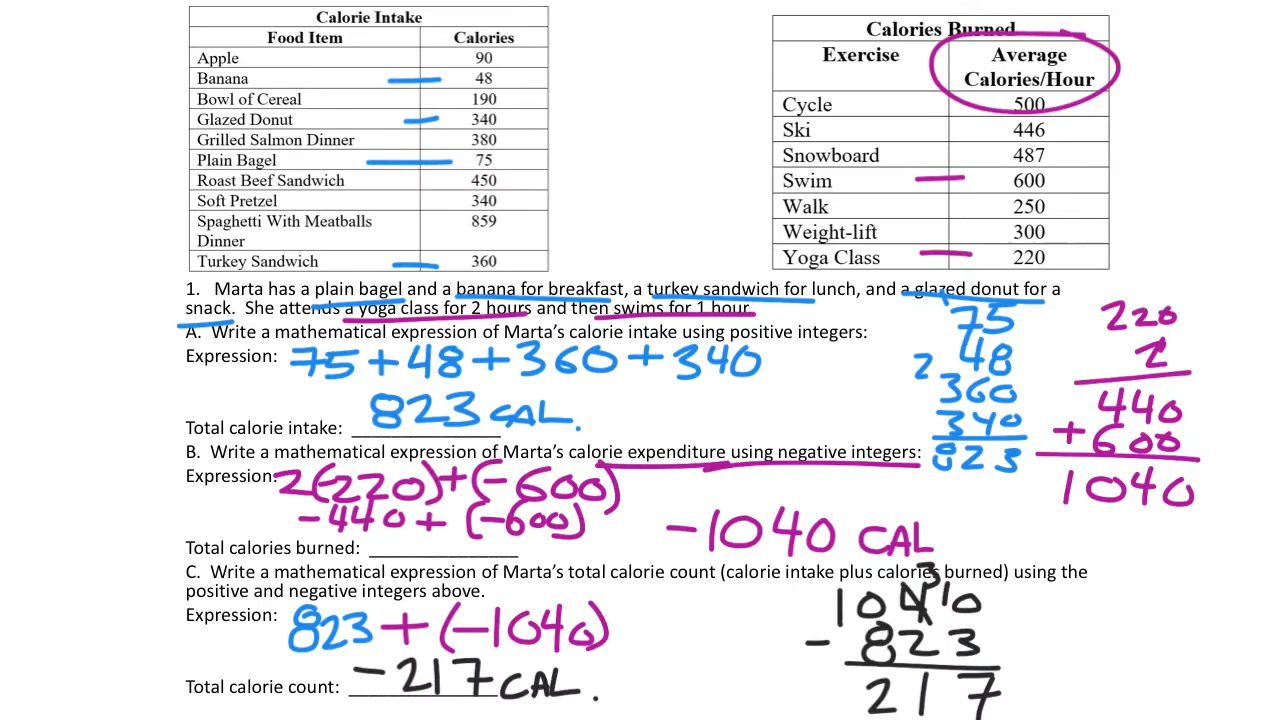 Calorie Intake
Food Item Calories
Apple 90
Banana 48
Bowl of Cereal 190
Glazed Donut 340
Grilled Salmon Dinner 380
Plain Bagel 75
Roast Beef Sandwich 450
Soft Pretzel 340
Spaghetti With Meatballs 859
Dinner
Turkey Sandwich 360
Calories Burned
Exercise Average
Calories/Hour
Cycle 500
Ski 446
Snowboard 487
Swim 600
Walk 250
Weight-lift 300
Yoga Class 220
1. Marta has a plain bagel and a banana for breakfast, a turkey sandwich for lunch, and a glazed donut for a
snack. She attends a yoga class for 2 hours and then swims for 1 hour
A. Write a mathematical expression of Marta's calorie intake using positive integers:
Expression: 75 + 48 + 360 + 340
Total calorie intake: 823 CAL.
75
2 48
360
340
823
220
2
440
+ 600
1040
B. Write a mathematical expression of Marta's calorie expenditure using negative integers:
Expression: 2(-220) + (-600)
-440 + (-600)
-1040 CAL
Total calories burned:
C. Write a mathematical expression of Marta's total calorie count (calorie intake plus calories burned) using the
positive and negative integers above.
Expression: 823 + (-1040)
Total calorie count: -217 CAL.
3
10 4 10
- 823
217